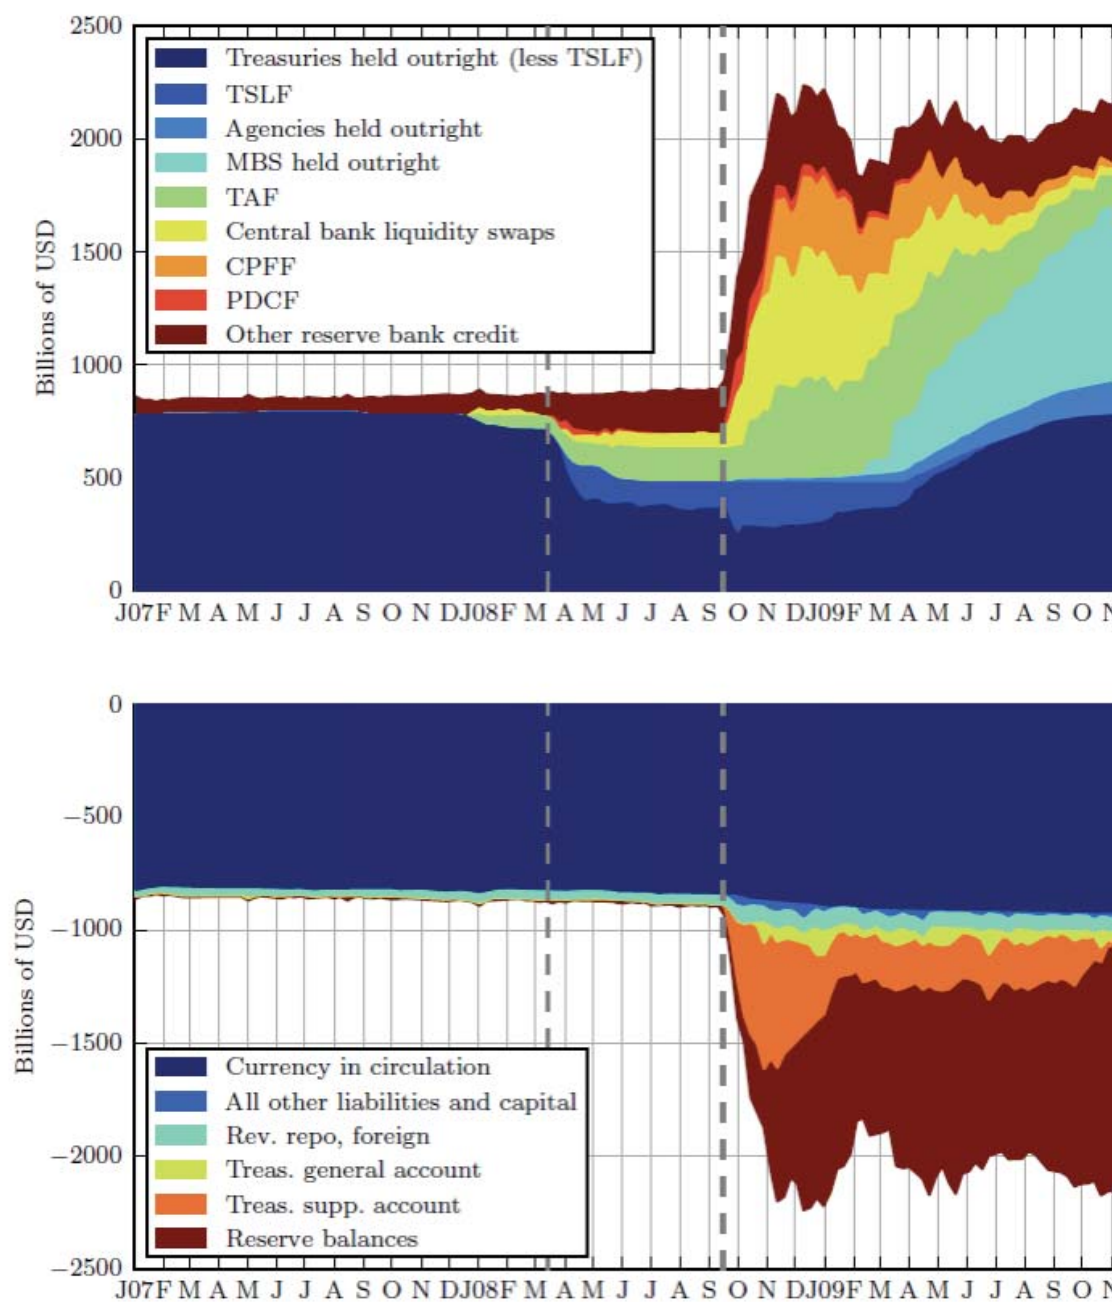 2500
Treasuries held outright (less TSLF)
TSLF
Agencies held outright
2000
MBS held outright
TAF
Central bank liquidity swaps
1500
CPFF
PDCF
Other reserve bank credit
1000
500
0
Billions of USD
J07F M A M J J A S O N DJ08F M A M J J A S O N DJ09F M A M J J A S O N
0
−500
−1000
−1500
Currency in circulation
All other liabilities and capital
Rev. repo, foreign
−2000
Treas. general account
Treas. supp. account
Reserve balances
−2500
Billions of USD
J07F M A M J J A S O N DJ08F M A M J J A S O N DJ09F M A M J J A S O N